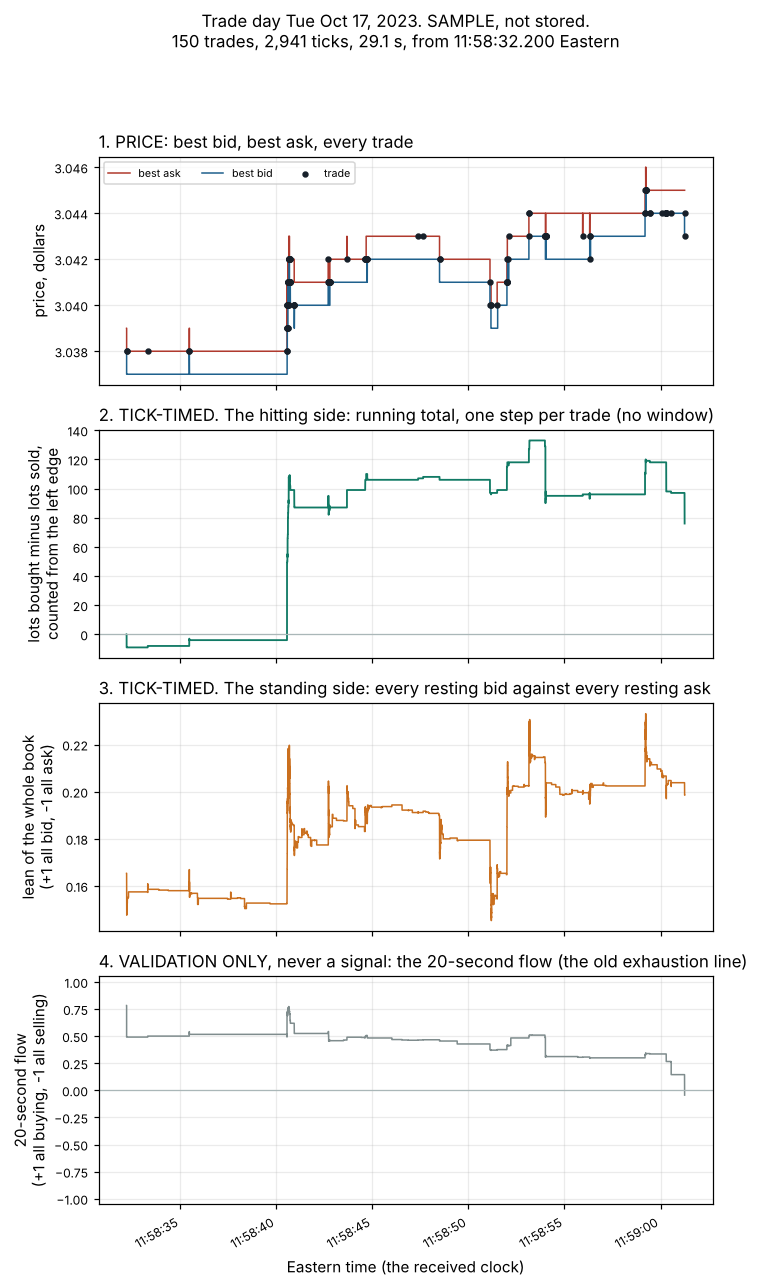 Trade day Tue Oct 17, 2023. SAMPLE, not stored.
150 trades, 2,941 ticks, 29.1 s, from 11:58:32.200 Eastern
1. PRICE: best bid, best ask, every trade
best ask
best bid
trade
3.046
3.044
3.042
3.040
3.038
price, dollars
2. TICK-TIMED. The hitting side: running total, one step per trade (no window)
140
120
100
80
60
40
20
0
lots bought minus lots sold,
counted from the left edge
3. TICK-TIMED. The standing side: every resting bid against every resting ask
0.22
0.20
0.18
0.16
lean of the whole book
(+1 all bid, −1 all ask)
4. VALIDATION ONLY, never a signal: the 20-second flow (the old exhaustion line)
1.00
0.75
0.50
0.25
0.00
−0.25
−0.50
−0.75
−1.00
20-second flow
(+1 all buying, −1 all selling)
11:58:35
11:58:40
11:58:45
11:58:50
11:58:55
11:59:00
Eastern time (the received clock)